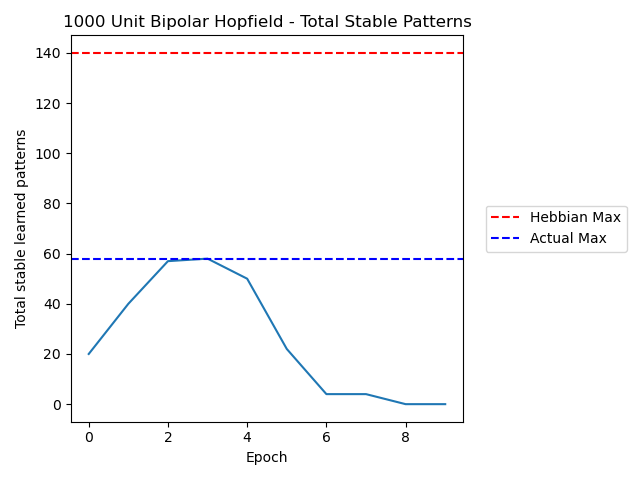 1000 Unit Bipolar Hopfield - Total Stable Patterns
Total stable learned patterns
140
120
100
80
60
40
20
0
0 2 4 6 8
Epoch
Hebbian Max
Actual Max